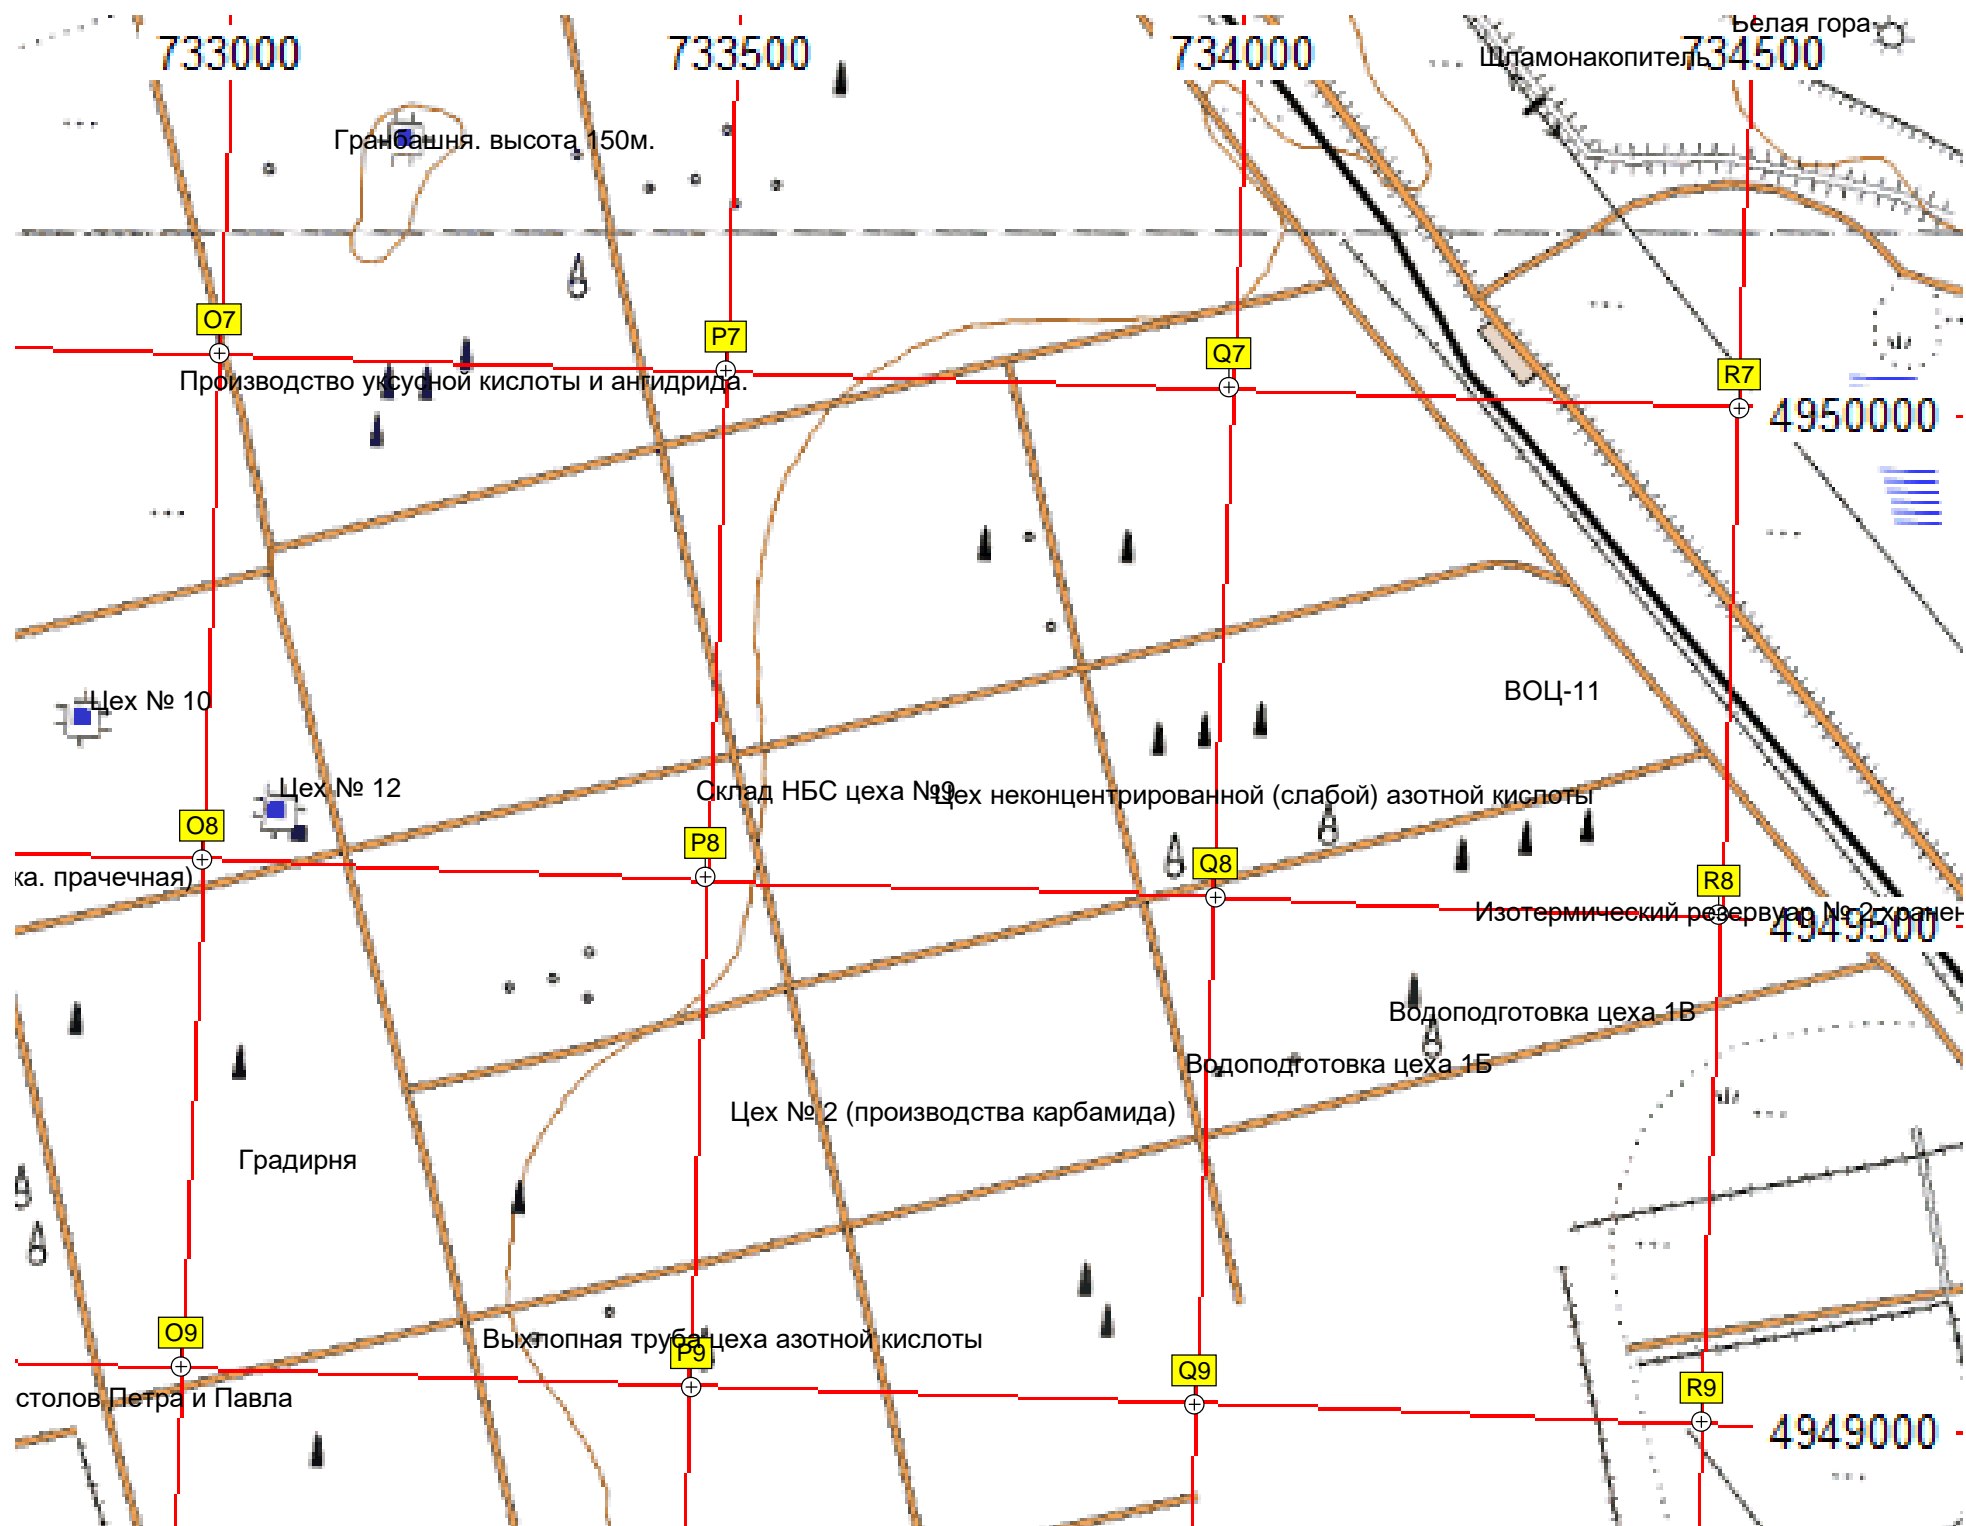 Белая гора
733000
733500
734000
734500
Шламонакопитель
Гранбашня. высота 150м.
O7
P7
Q7
R7
Производство уксусной кислоты и ангидрида.
4950000
Цех № 10
ВОЦ-11
Цех № 12
Склад НБС цеха №9
Цех неконцентрированной (слабой) азотной кислоты
O8
P8
Q8
R8
ка. прачечная)
Изотермический резервуар № 2 хранен
4949500
Водоподготовка цеха 1В
Водоподготовка цеха 1Б
Цех № 2 (производства карбамида)
Градирня
O9
Выхлопная труба цеха азотной кислоты
P9
Q9
R9
столов Петра и Павла
4949000